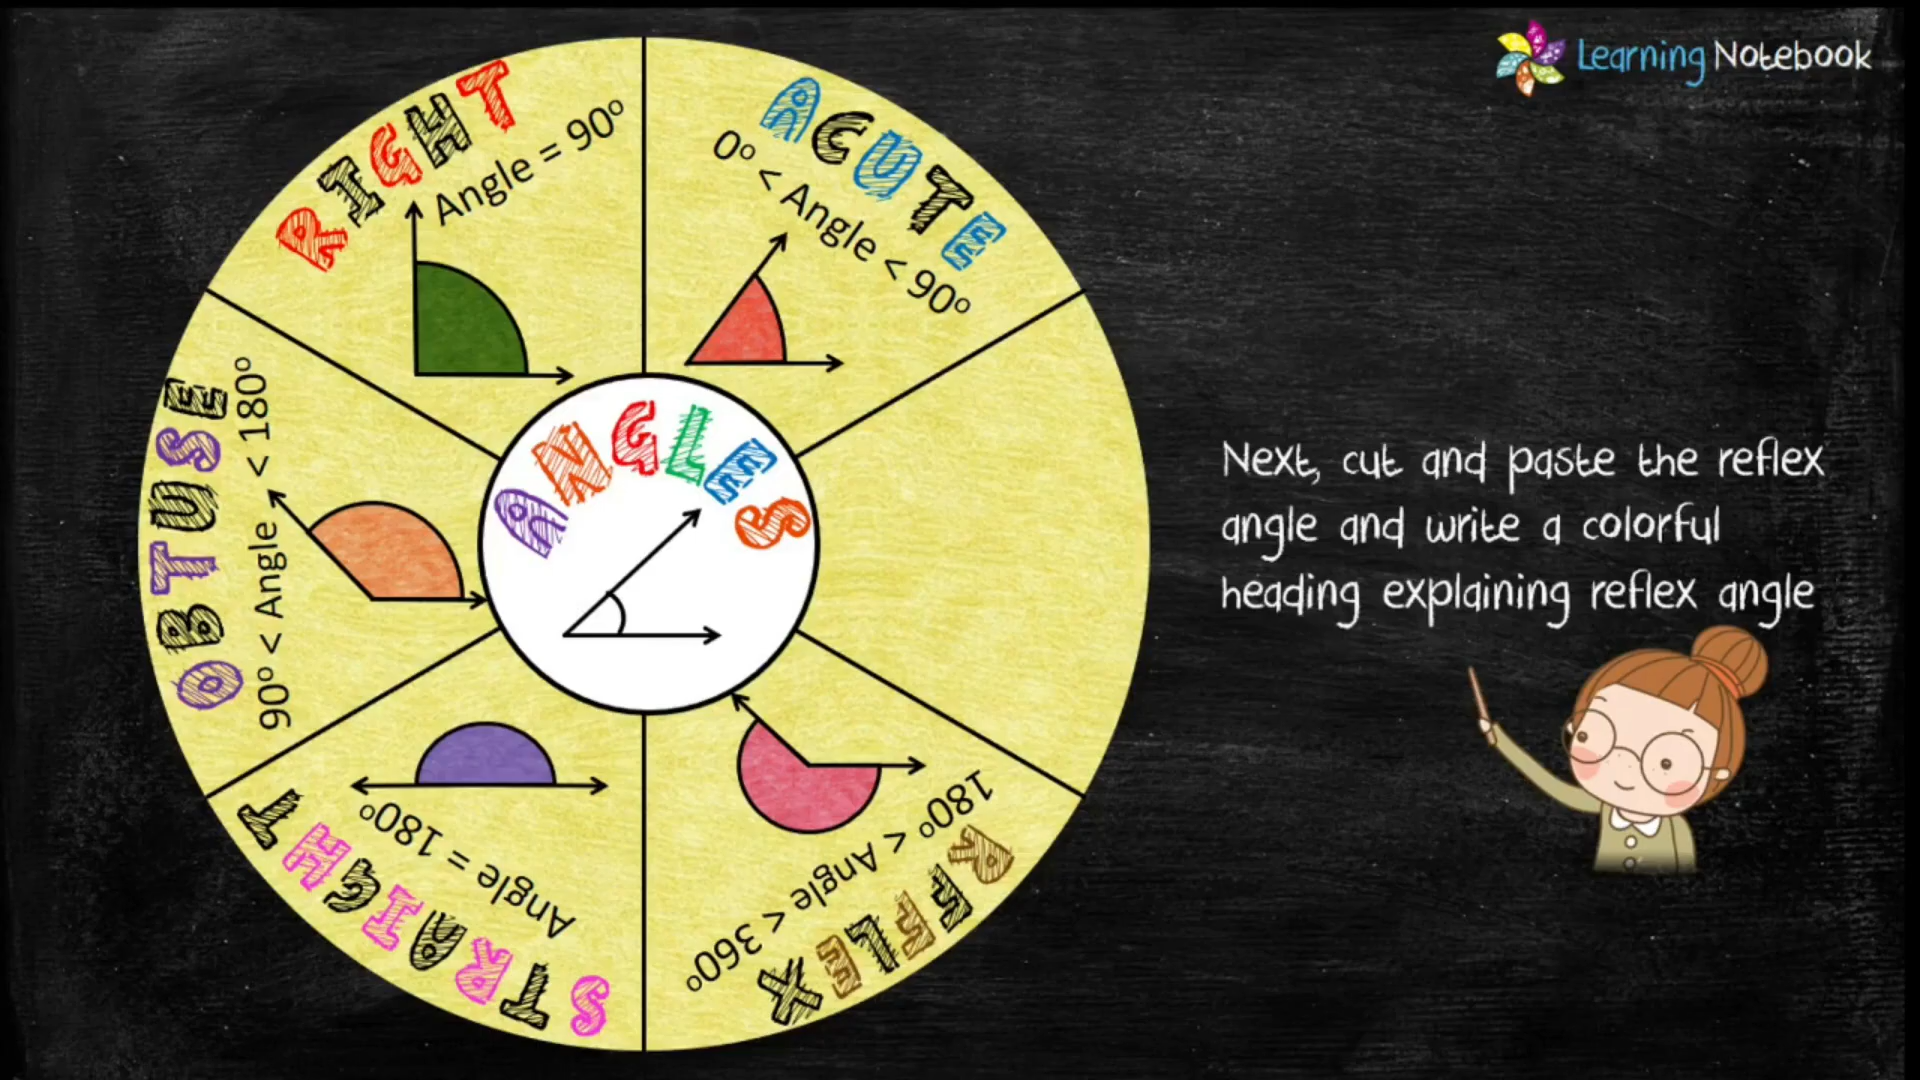 Learning Notebook
RIGHT
Angle = 90°
ACUTE
0° < Angle < 90°
OBTUSE
90° < Angle < 180°
ANGLES
STRAIGHT
Angle = 180°
REFLEX
180° < Angle < 360°
Next, cut and paste the reflex
angle and write a colorful
heading explaining reflex angle